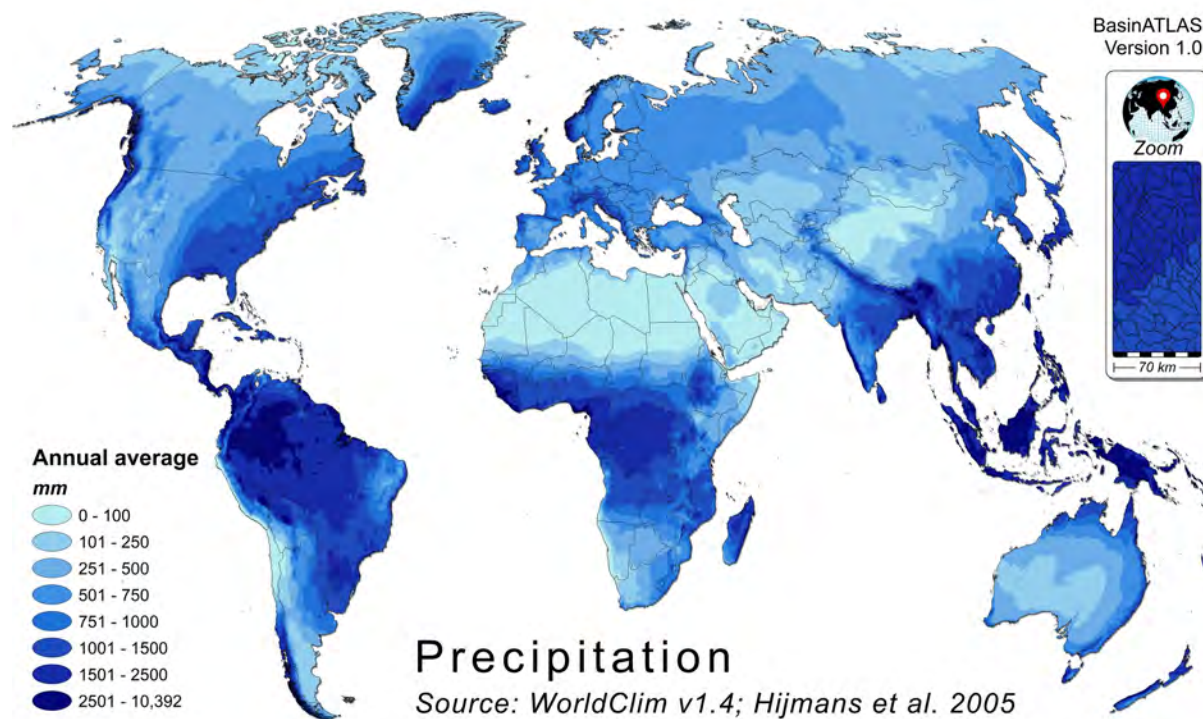 BasinATLAS
Version 1.0
Zoom
70 km
Annual average
mm
0 - 100
101 - 250
251 - 500
501 - 750
751 - 1000
1001 - 1500
1501 - 2500
2501 - 10,392
Precipitation
Source: WorldClim v1.4; Hijmans et al. 2005